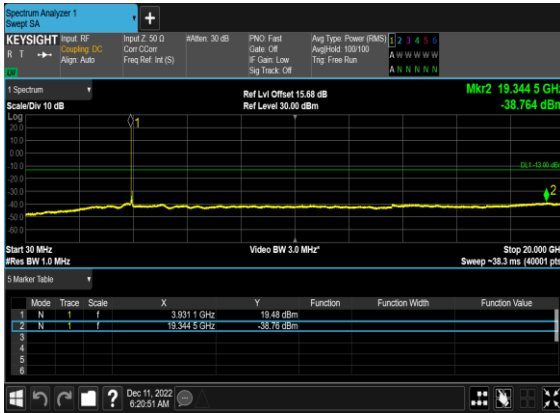 Spectrum Analyzer 1
Swept SA
KEYSIGHT Input: RF Input Z: 50 Ω #Atten: 30 dB PNO: Fast Avg Type: Power (RMS) 1 2 3 4 5 6
R T Coupling: DC Corr CCorr Gate: Off Avg|Hold: 100/100 A W W W W W
Align: Auto Freq Ref: Int (S) IF Gain: Low Trig: Free Run
Sig Track: Off A N N N N N
1 Spectrum
Ref Lvl Offset 15.68 dB Mkr2 19.344 5 GHz
Scale/Div 10 dB Ref Level 30.00 dBm -38.764 dBm
Log
1
20.0
10.0
0.00
-10.0
DL1 -13.00 dBm
-20.0
-30.0
2
-40.0
-50.0
-60.0
Start 30 MHz Video BW 3.0 MHz* Stop 20.000 GH
#Res BW 1.0 MHz Sweep ~38.3 ms (40001 pts
5 Marker Table
Mode Trace Scale X Y Function Function Width Function Value
1 N 1 f 3.931 1 GHz 19.48 dBm
2 N 1 f 19.344 5 GHz -38.76 dBm
3
4
5
6
? Dec 11, 2022
6:20:51 AM